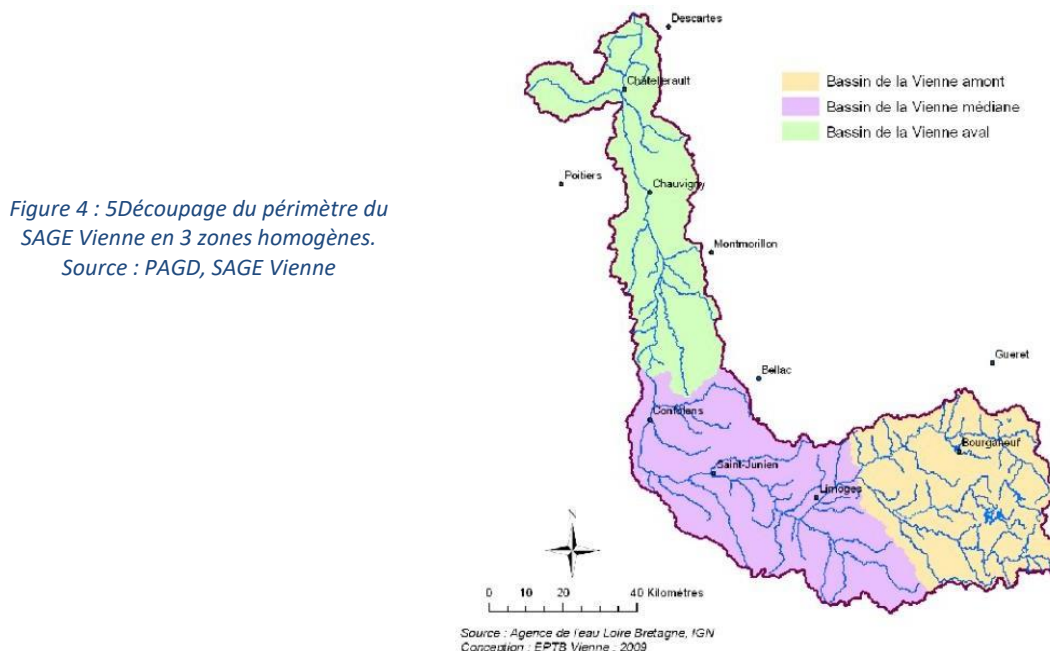 Figure 4 : 5Découpage du périmètre du
SAGE Vienne en 3 zones homogènes.
Source : PAGD, SAGE Vienne
Descartes
Châtellerault
Bassin de la Vienne amont
Bassin de la Vienne médiane
Bassin de la Vienne aval
Poitiers
Chauvigny
Montmorillon
Gueret
Bellac
Confolens
Bourganeuf
Saint-Junien
Limoges
N
0 10 20 40 Kilomètres
Source : Agence de l'eau Loire Bretagne, IGN
Conception : EPTB Vienne : 2009